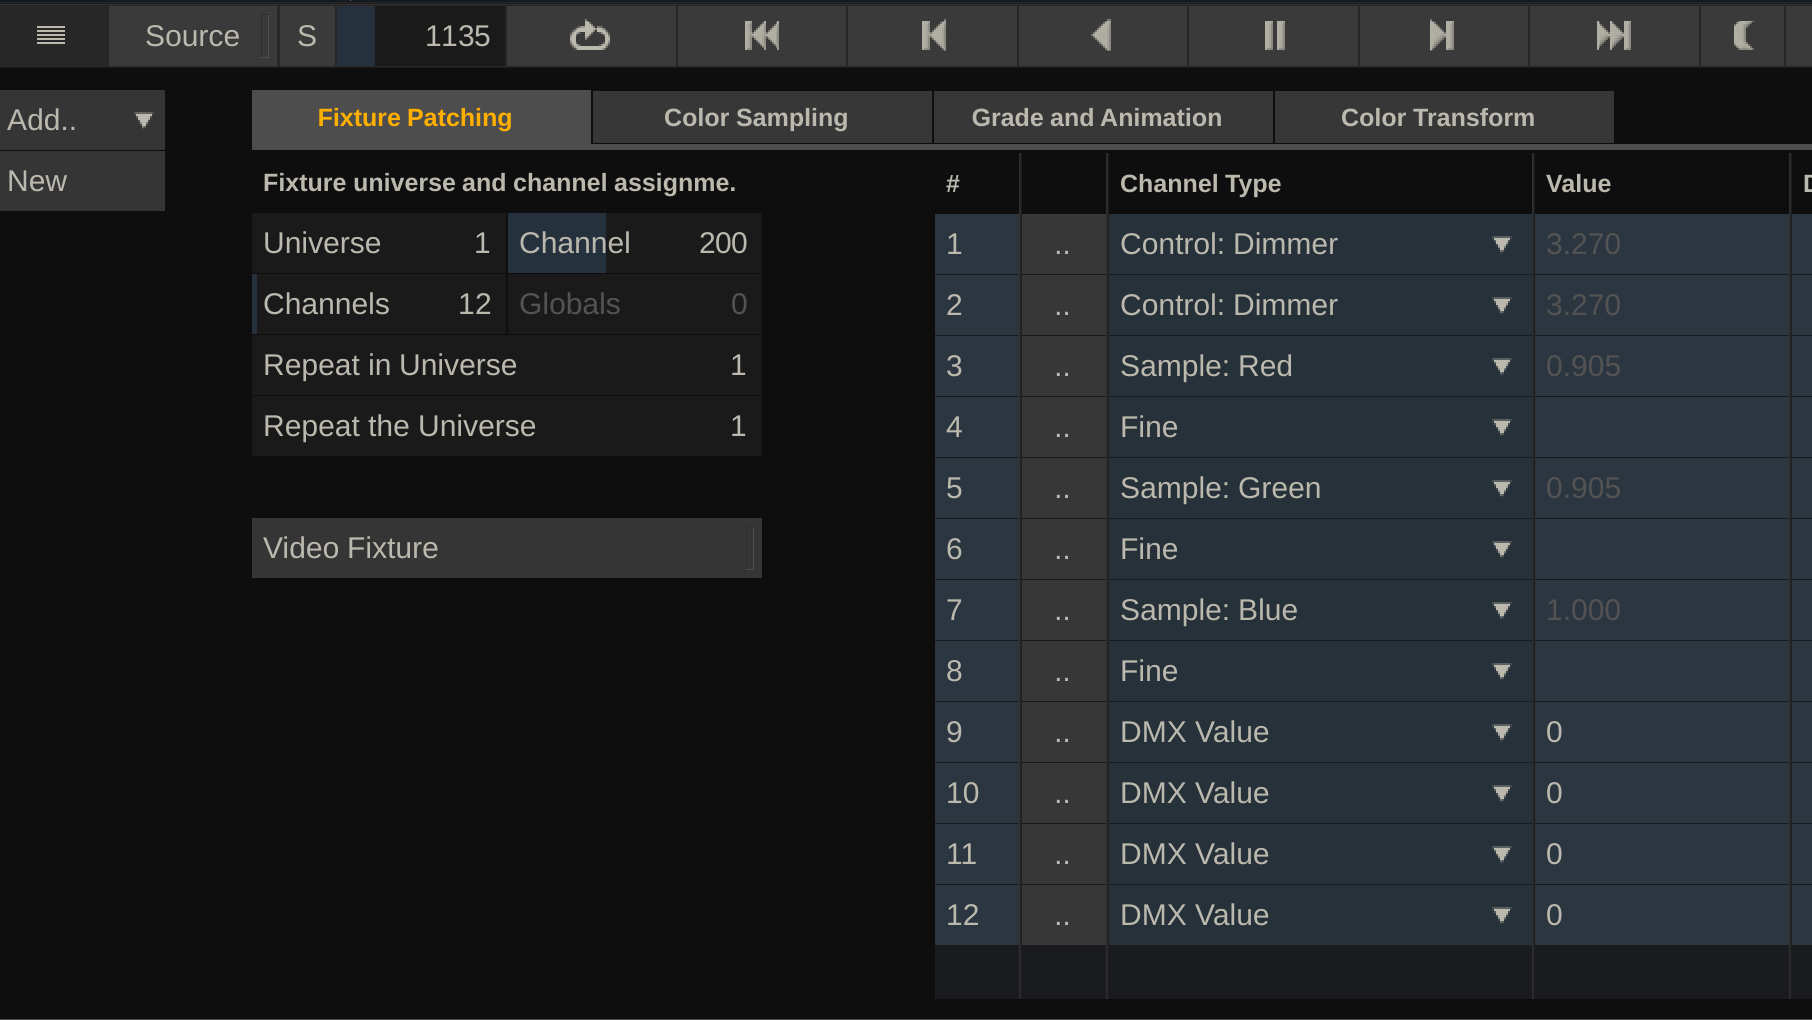 Source S 1135
Add..
New
Fixture Patching Color Sampling Grade and Animation Color Transform
Fixture universe and channel assignme.
Universe 1 Channel 200
Channels 12 Globals 0
Repeat in Universe 1
Repeat the Universe 1
Video Fixture
# Channel Type Value
1 .. Control: Dimmer 3.270
2 .. Control: Dimmer 3.270
3 .. Sample: Red 0.905
4 .. Fine
5 .. Sample: Green 0.905
6 .. Fine
7 .. Sample: Blue 1.000
8 .. Fine
9 .. DMX Value 0
10 .. DMX Value 0
11 .. DMX Value 0
12 .. DMX Value 0